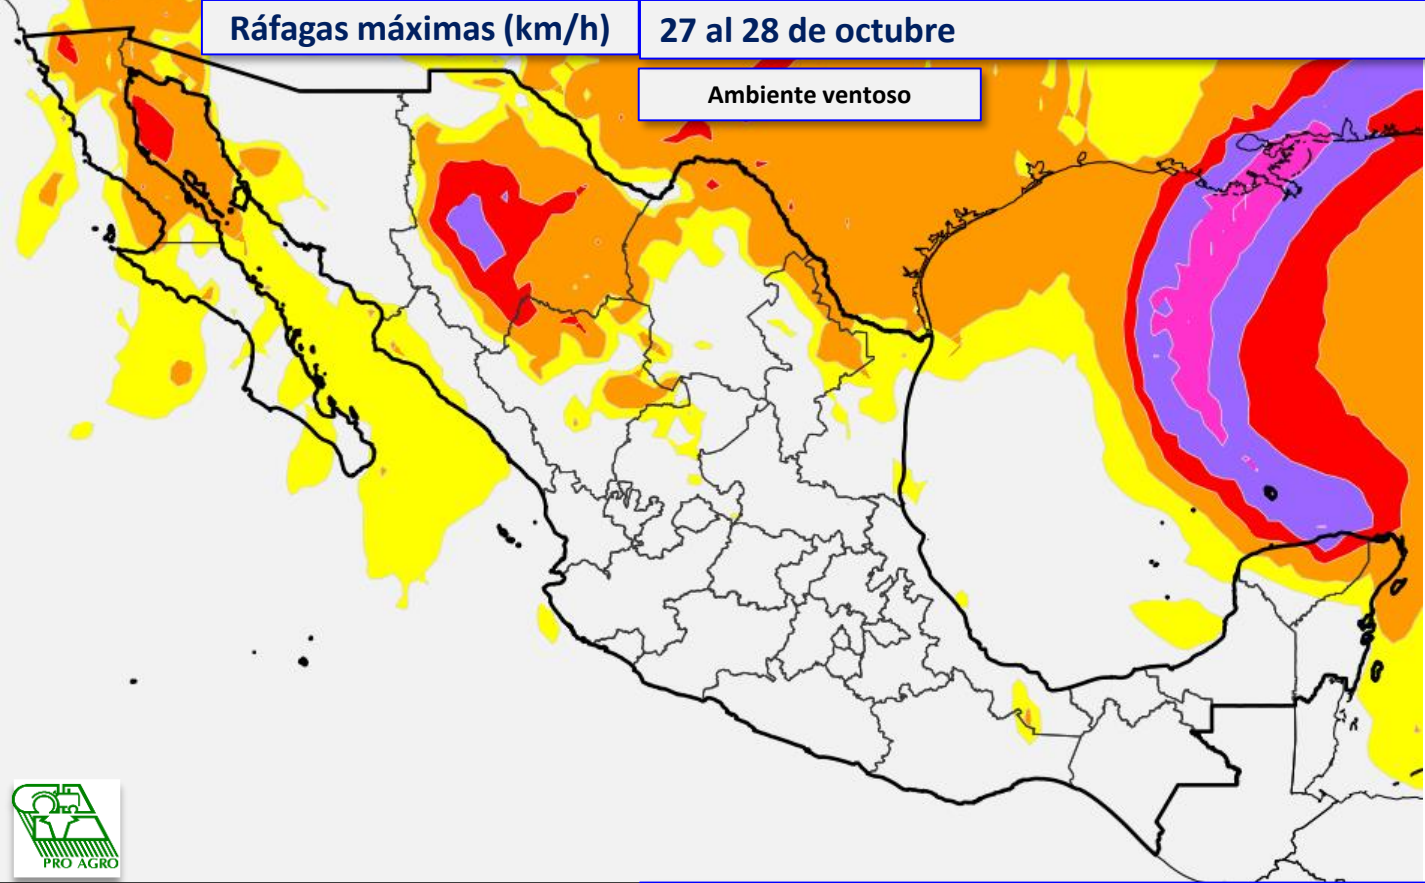 Ráfagas máximas (km/h)
27 al 28 de octubre
Ambiente ventoso
PRO AGRO